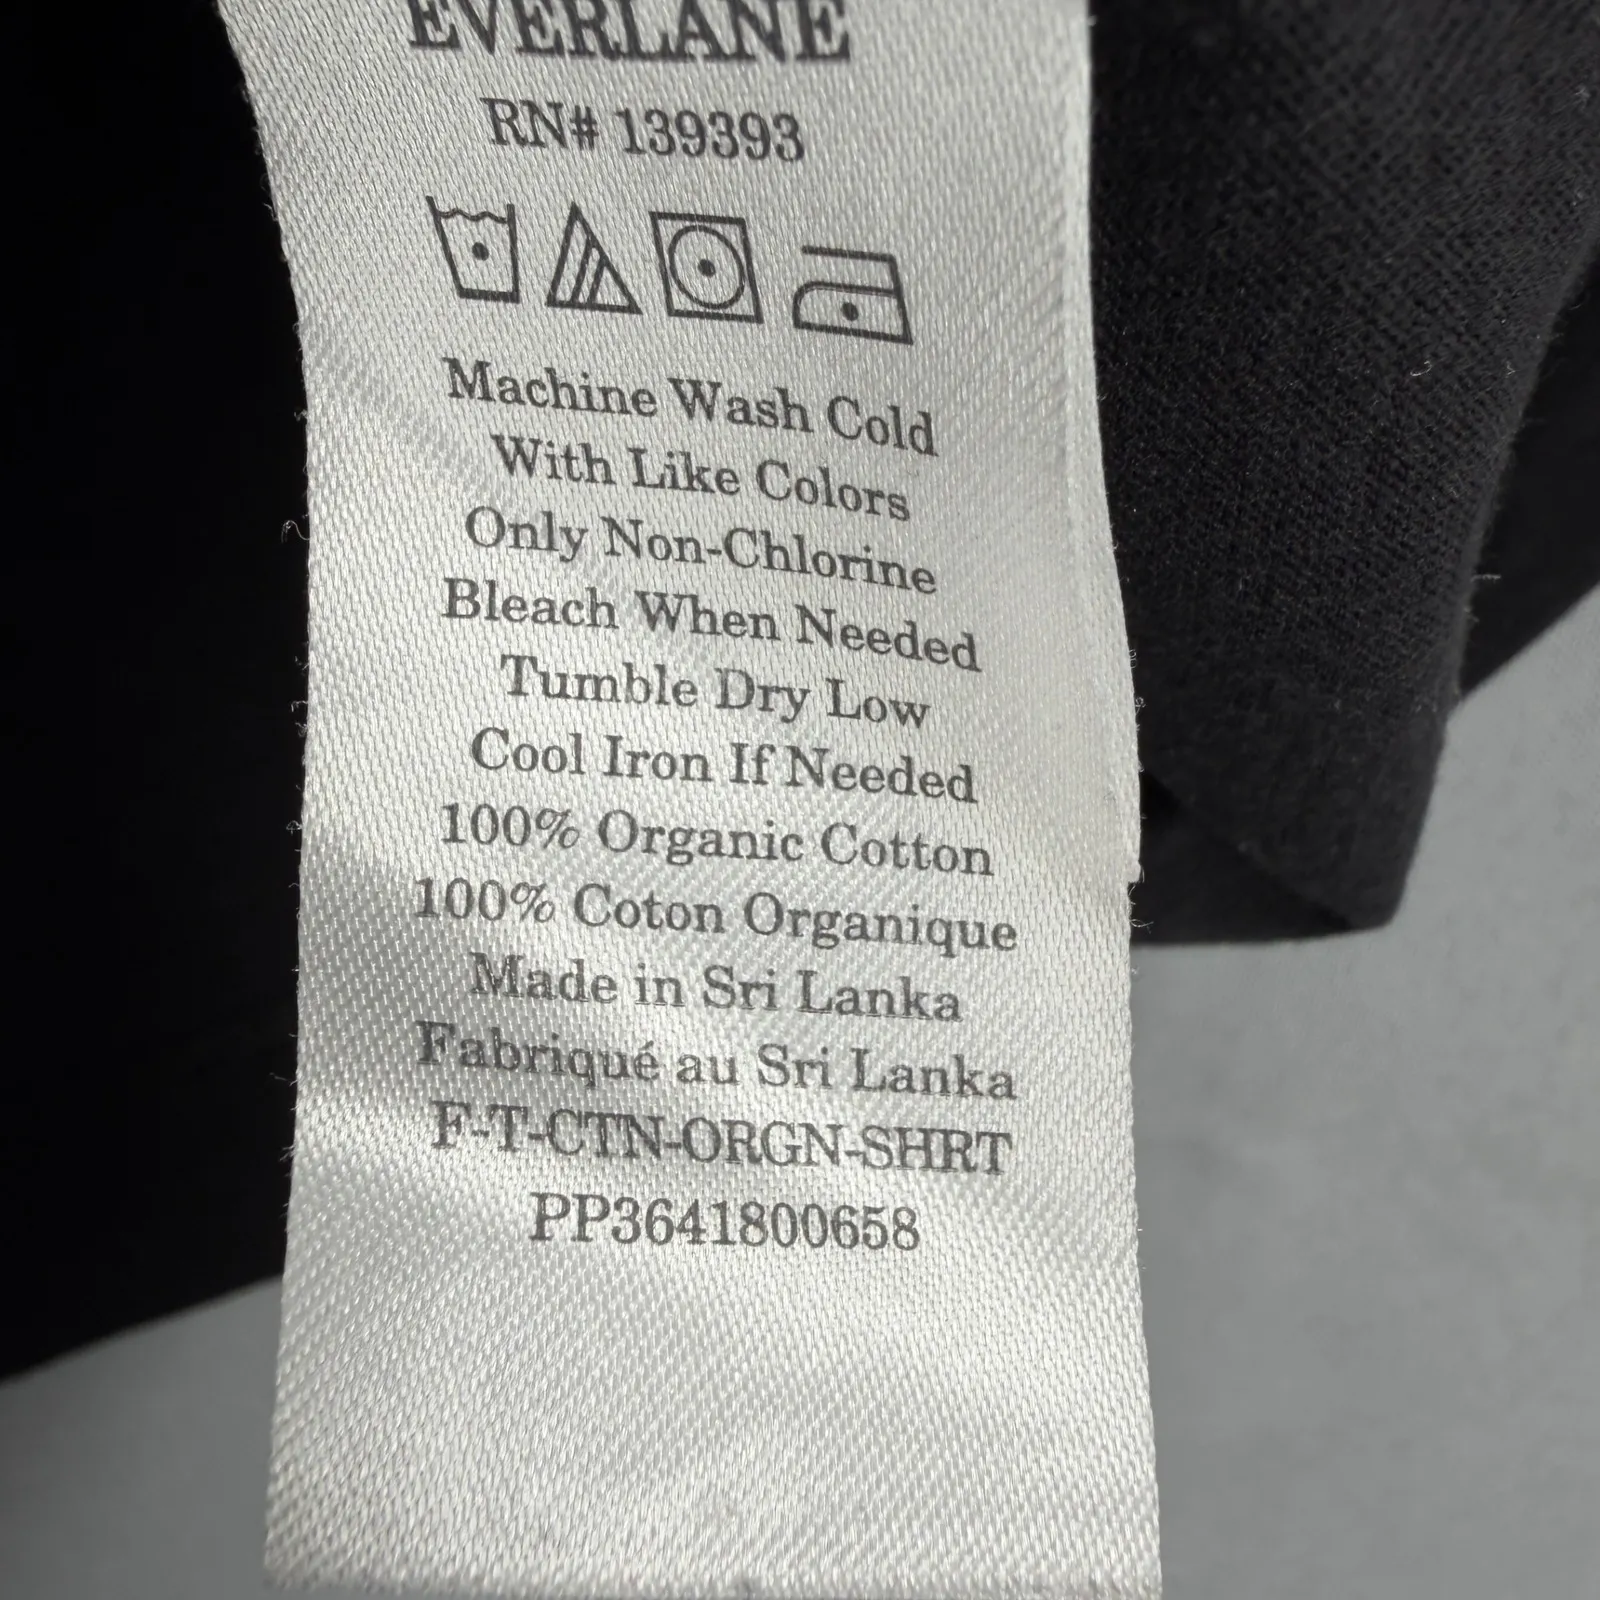 EVERLANE
RN# 139393
Machine Wash Cold
With Like Colors
Only Non-Chlorine
Bleach When Needed
Tumble Dry Low
Cool Iron If Needed
100% Organic Cotton
100% Coton Organique
Made in Sri Lanka
Fabriqué au Sri Lanka
F-T-CTN-ORGN-SHRT
PP3641800658